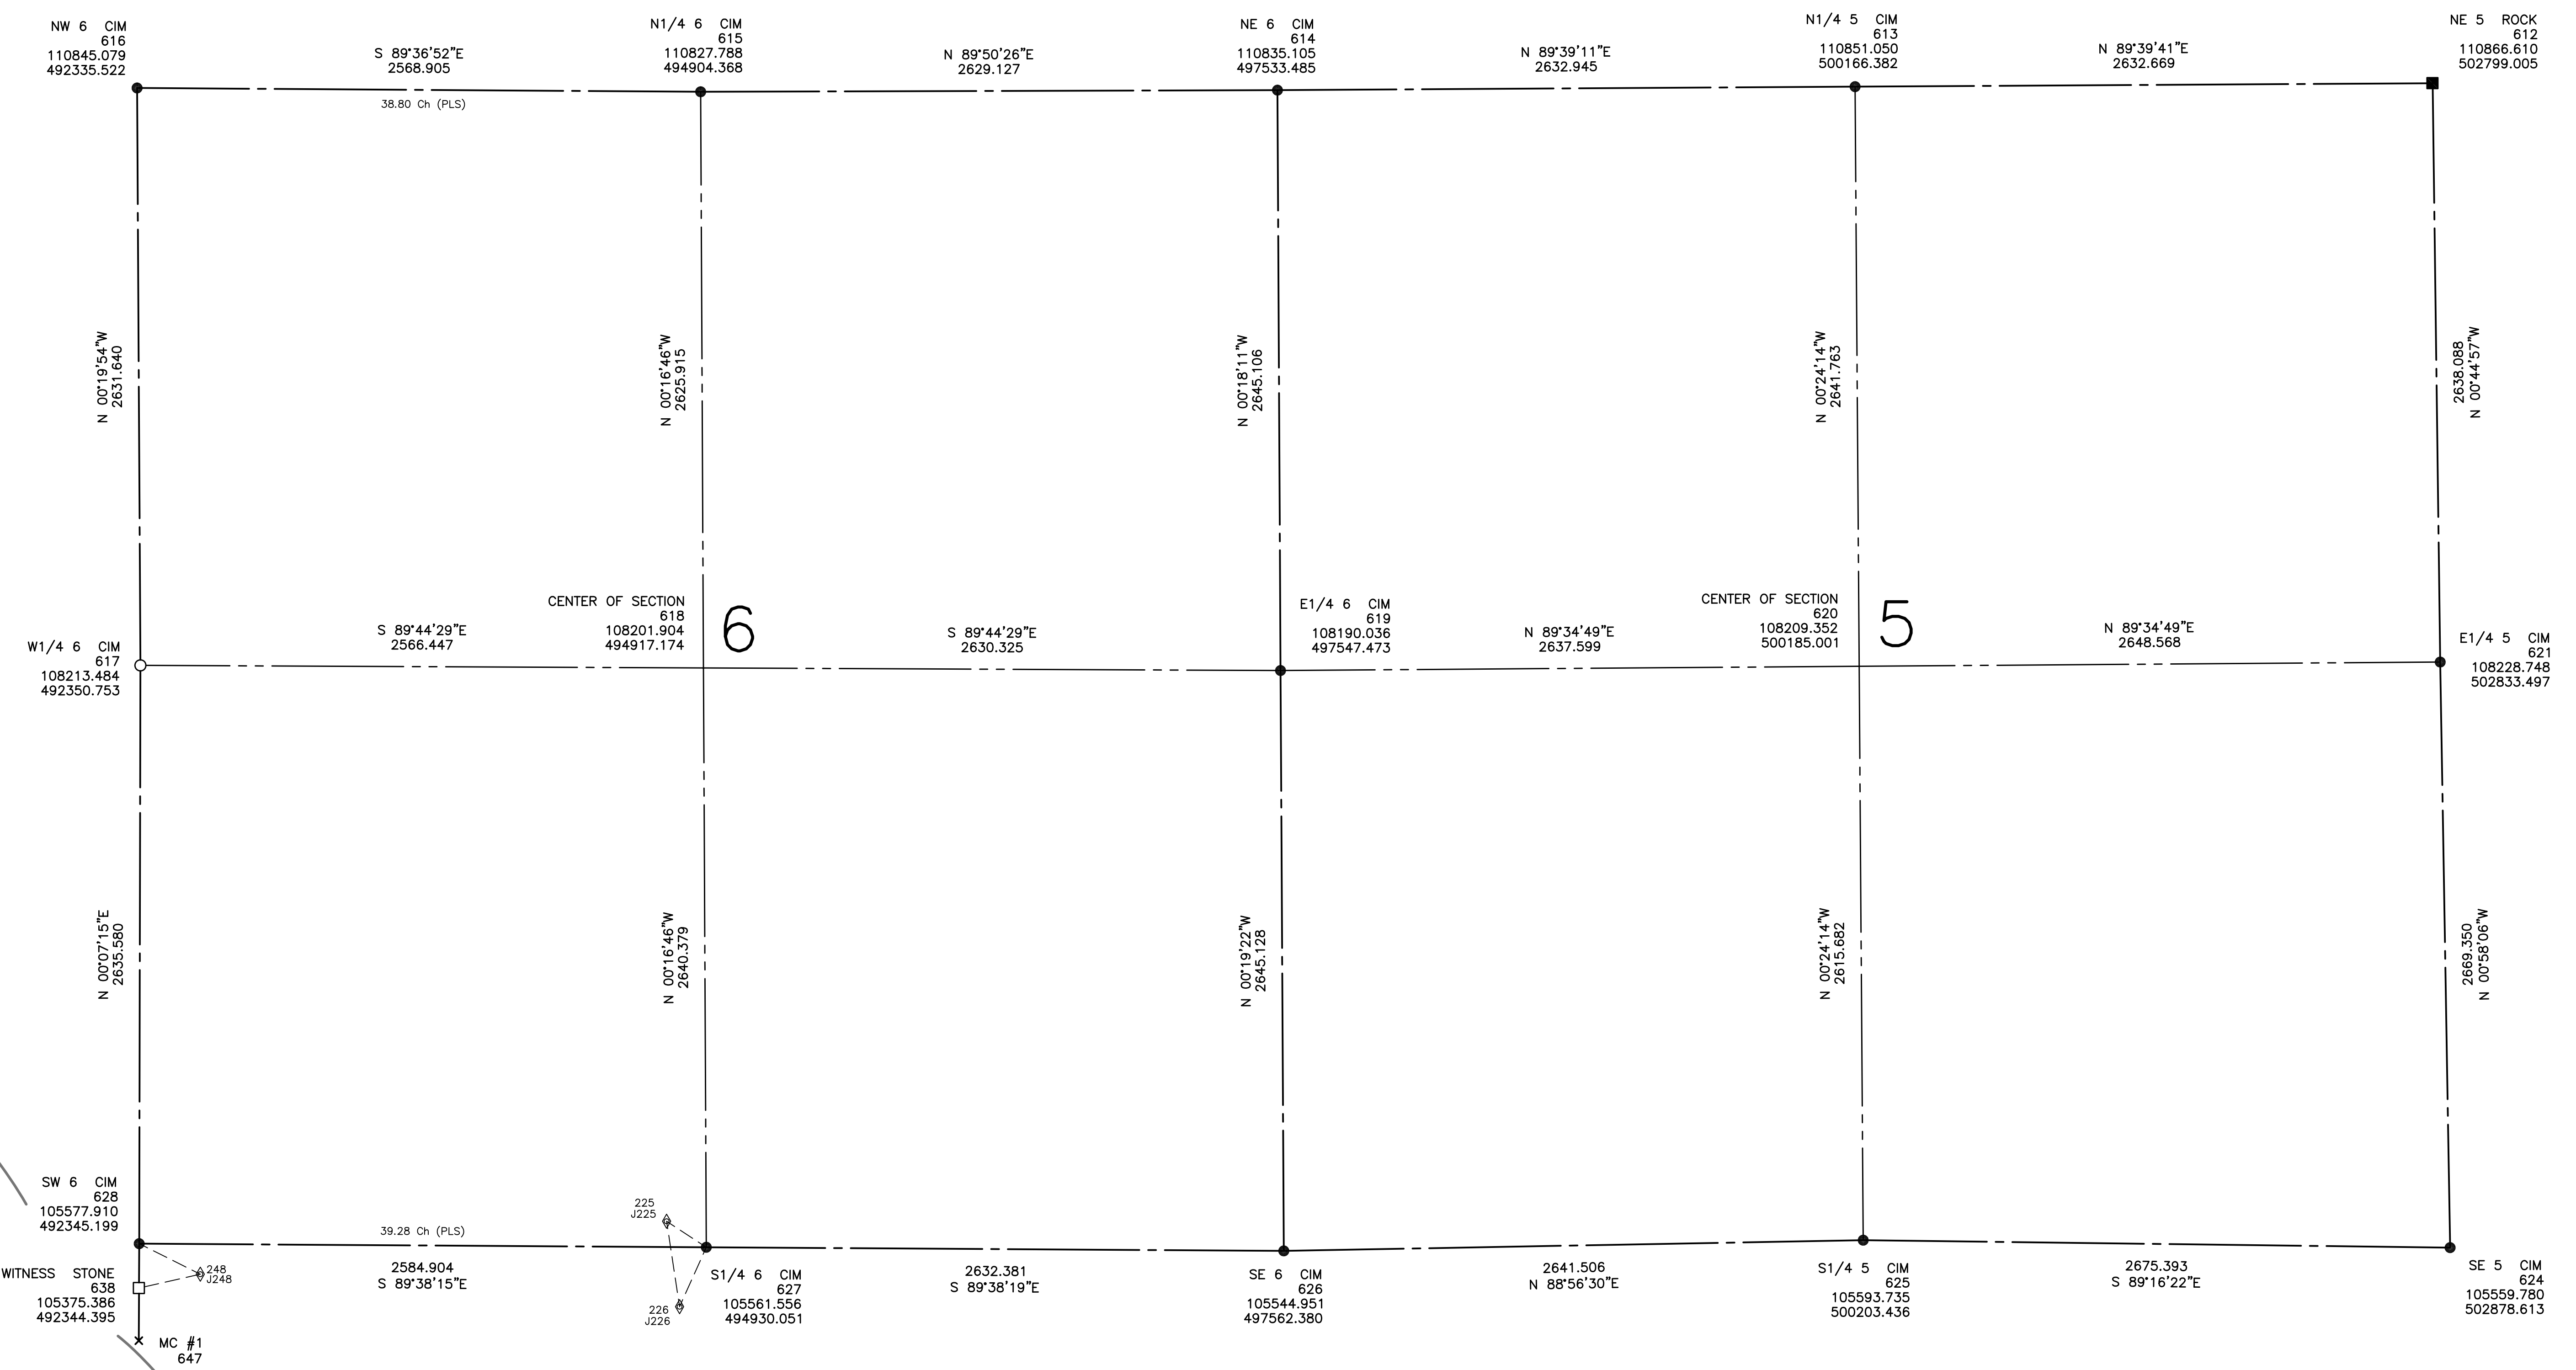 NW 6 CIM
616
110845.079
492335.522
S 89°36'52"E
2568.905
38.80 Ch (PLS)
N1/4 6 CIM
615
110827.788
494904.368
N 89°50'26"E
2629.127
NE 6 CIM
614
110835.105
497533.485
N 89°39'11"E
2632.945
N1/4 5 CIM
613
110851.050
500166.382
N 89°39'41"E
2632.669
NE 5 ROCK
612
110866.610
502799.005
N 00°19'54"W
2631.640
N 00°16'46"W
2625.915
N 00°18'11"W
2645.106
N 00°24'14"W
2641.763
2638.088
N 00°44'57"W
W1/4 6 CIM
617
108213.484
492350.753
S 89°44'29"E
2566.447
CENTER OF SECTION
618
108201.904
494917.174
6
S 89°44'29"E
2630.325
E1/4 6 CIM
619
108190.036
497547.473
N 89°34'49"E
2637.599
CENTER OF SECTION
620
108209.352
500185.001
5
N 89°34'49"E
2648.568
E1/4 5 CIM
621
108228.748
502833.497
N 00°07'15"E
2635.580
N 00°16'46"W
2640.379
N 00°19'22"W
2645.128
N 00°24'14"W
2615.682
2669.350
N 00°58'06"W
SW 6 CIM
628
105577.910
492345.199
39.28 Ch (PLS)
225
J225
248
J248
WITNESS STONE
638
105375.386
492344.395
2584.904
S 89°38'15"E
226
J226
S1/4 6 CIM
627
105561.556
494930.051
2632.381
S 89°38'19"E
SE 6 CIM
626
105544.951
497562.380
2641.506
N 88°56'30"E
S1/4 5 CIM
625
105593.735
500203.436
2675.393
S 89°16'22"E
SE 5 CIM
624
105559.780
502878.613
MC #1
647